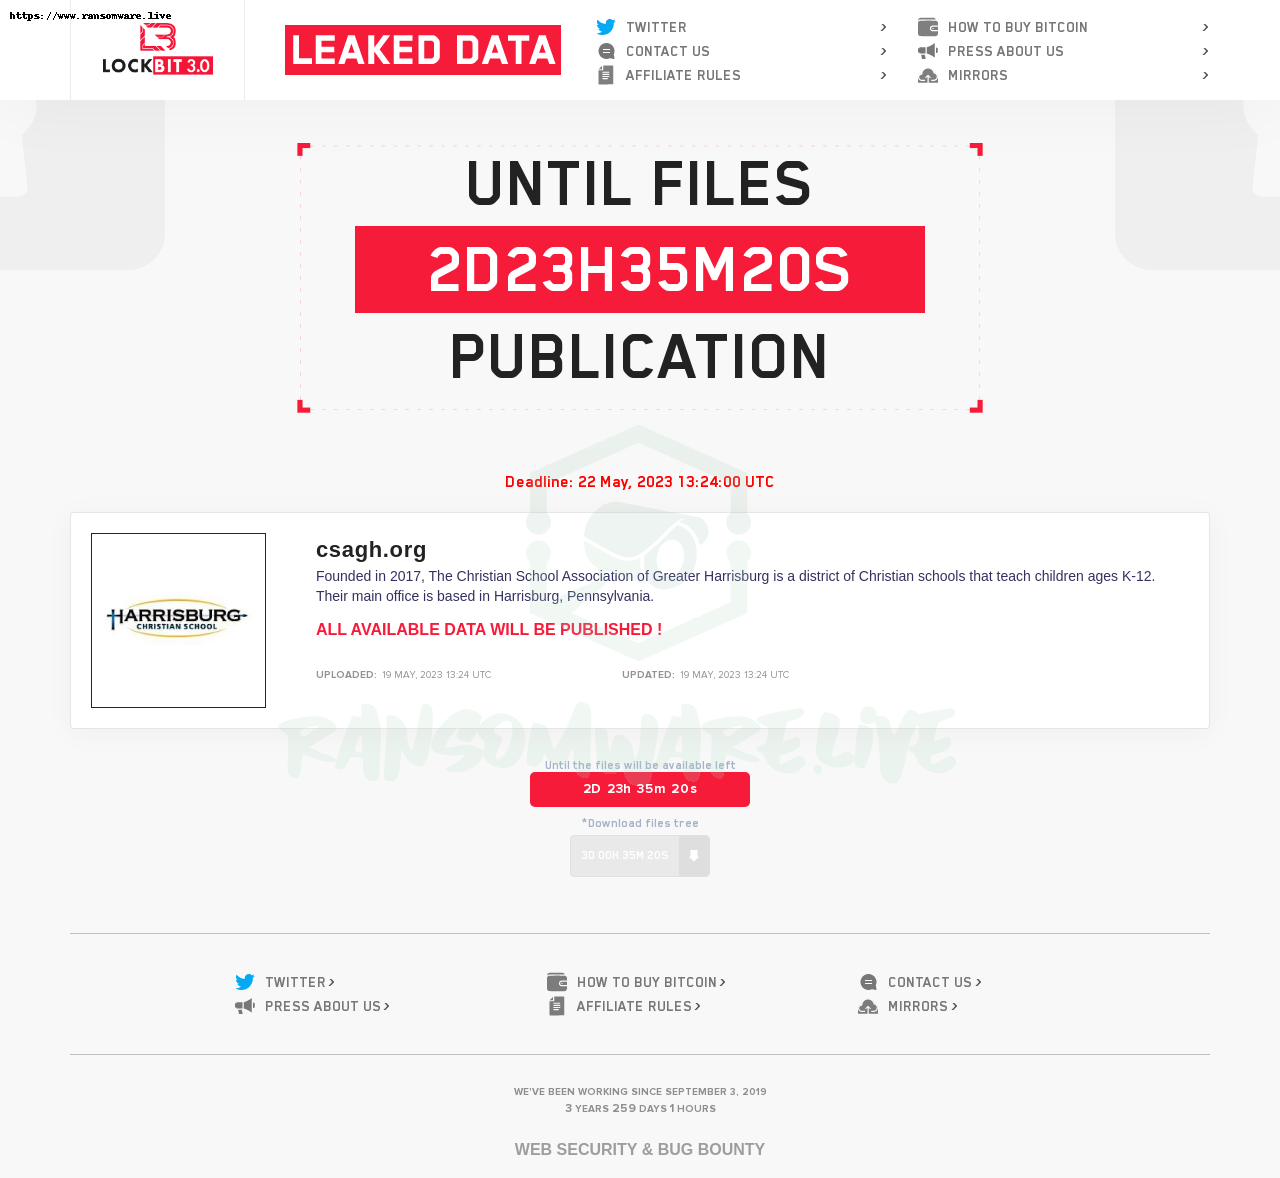 https://www.ransomware.live
LOCKBIT 3.0
LEAKED DATA
TWITTER >
CONTACT US >
AFFILIATE RULES >
HOW TO BUY BITCOIN >
PRESS ABOUT US >
MIRRORS >
UNTIL FILES
2D23H35M20S
PUBLICATION
Deadline: 22 May, 2023 13:24:00 UTC
HARRISBURG
CHRISTIAN SCHOOL
csagh.org
Founded in 2017, The Christian School Association of Greater Harrisburg is a district of Christian schools that teach children ages K-12.
Their main office is based in Harrisburg, Pennsylvania.
ALL AVAILABLE DATA WILL BE PUBLISHED !
UPLOADED: 19 MAY, 2023 13:24 UTC
UPDATED: 19 MAY, 2023 13:24 UTC
RANSOMWARE.LIVE
Until the files will be available left
2D 23h 35m 20s
*Download files tree
3D 00H 35M 20S
TWITTER >
HOW TO BUY BITCOIN >
CONTACT US >
PRESS ABOUT US >
AFFILIATE RULES >
MIRRORS >
WE'VE BEEN WORKING SINCE SEPTEMBER 3, 2019
3 YEARS 259 DAYS 1 HOURS
WEB SECURITY & BUG BOUNTY